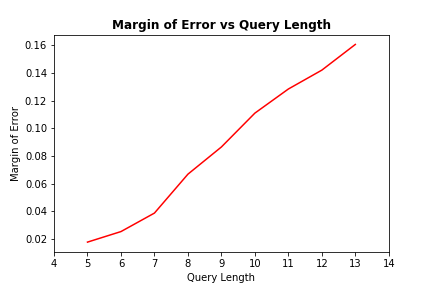 Margin of Error vs Query Length
0.16
0.14
0.12
0.10
0.08
0.06
0.04
0.02
Margin of Error
4 5 6 7 8 9 10 11 12 13 14
Query Length